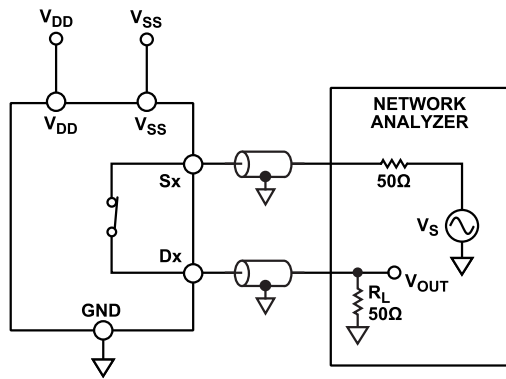 VDD
VSS
VDD
VSS
NETWORK
ANALYZER
Sx
50Ω
VS
Dx
VOUT
RL
50Ω
GND